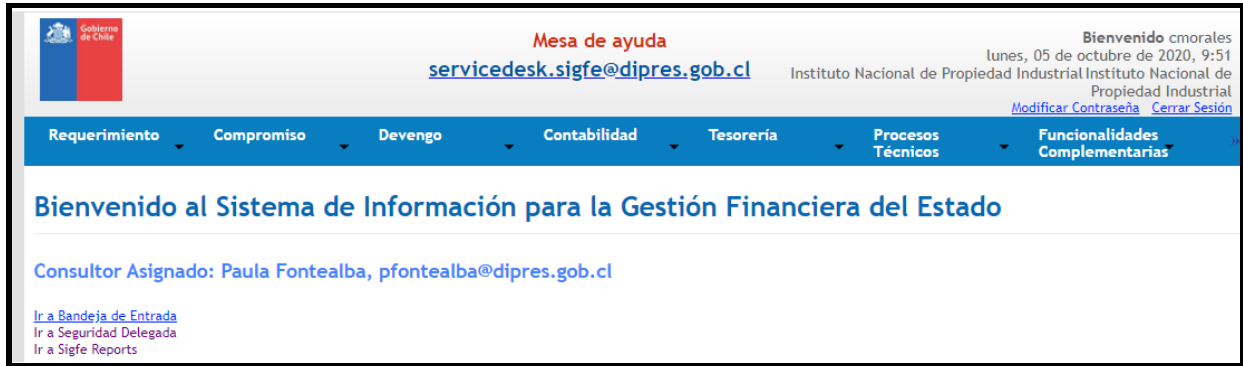 Gobierno
de Chile
Mesa de ayuda
servicedesk.sigfe@dipres.gob.cl
Bienvenido cmorales
lunes, 05 de octubre de 2020, 9:51
Instituto Nacional de Propiedad Industrial Instituto Nacional de
Propiedad Industrial
Modificar Contraseña Cerrar Sesión
Requerimiento Compromiso Devengo Contabilidad Tesorería Procesos Funcionalidades »
Técnicos Complementarias
Bienvenido al Sistema de Información para la Gestión Financiera del Estado
Consultor Asignado: Paula Fontealba, pfontealba@dipres.gob.cl
Ir a Bandeja de Entrada
Ir a Seguridad Delegada
Ir a Sigfe Reports